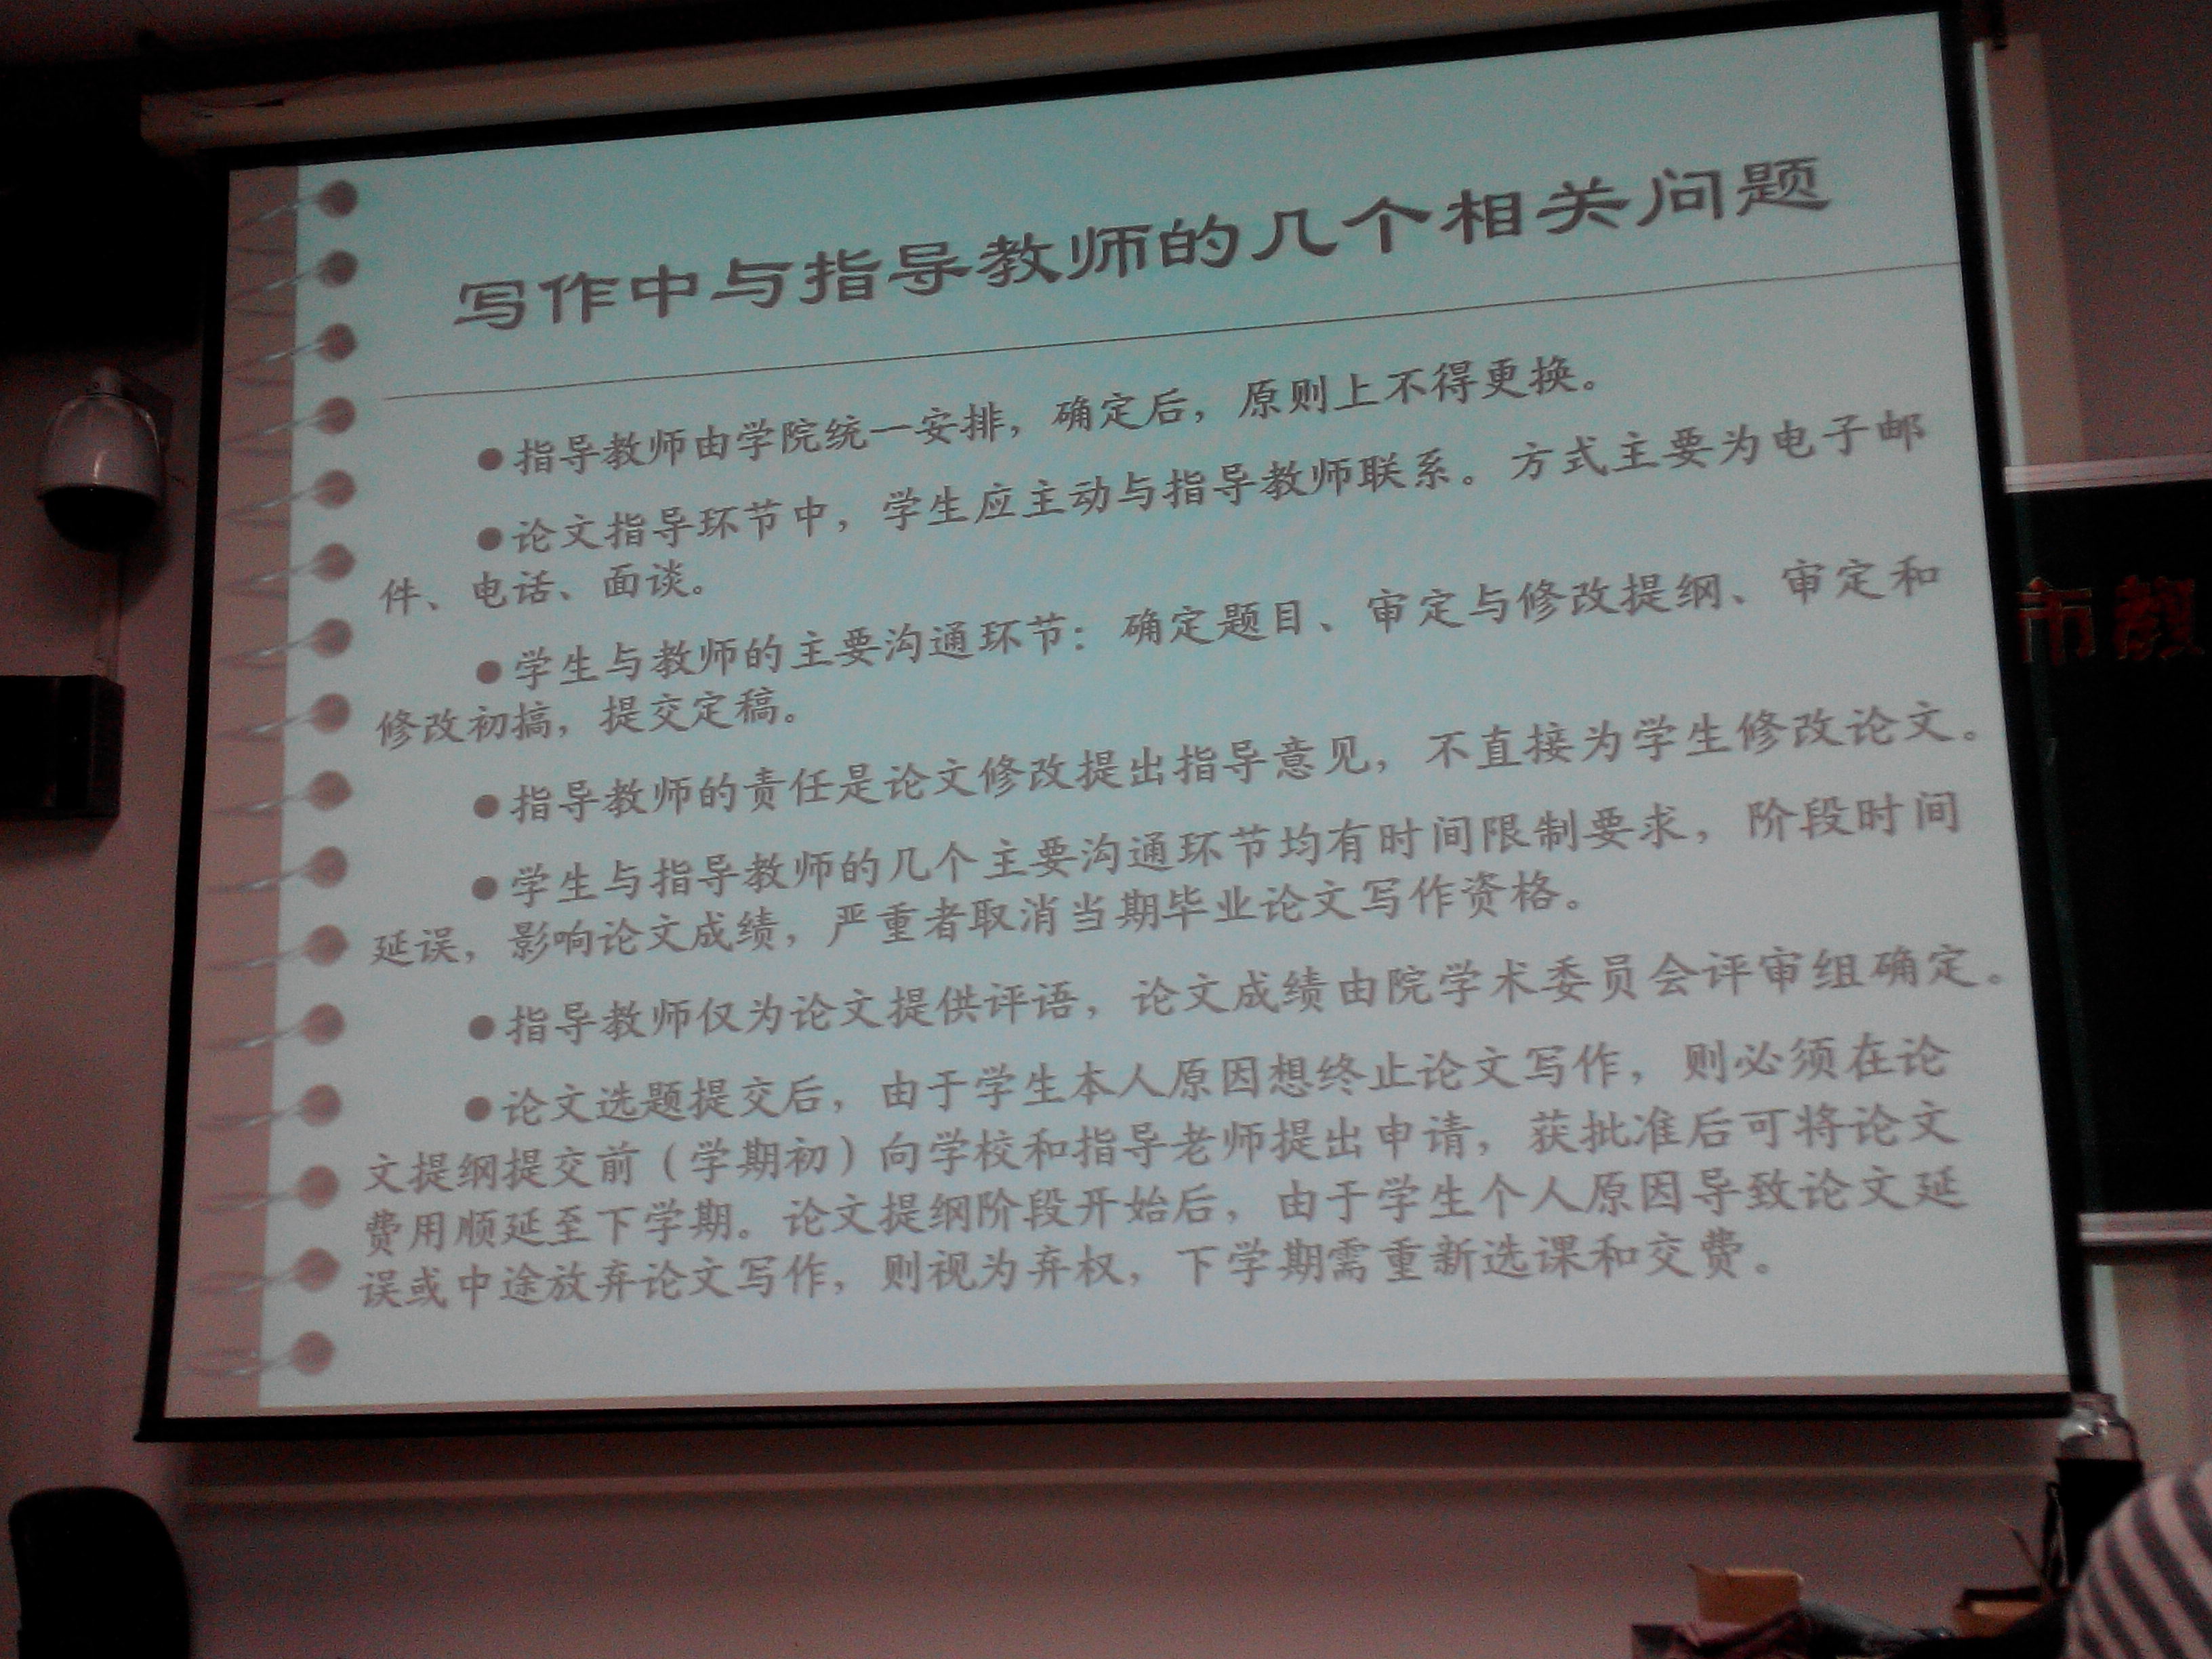 写作中与指导教师的几个相关问题
●指导教师由学院统一安排，确定后，原则上不得更换。
●论文指导环节中，学生应主动与指导教师联系。方式主要为电子邮
件、电话、面谈。
●学生与教师的主要沟通环节：确定题目、审定与修改提纲、审定和
修改初搞，提交定稿。
●指导教师的责任是论文修改提出指导意见，不直接为学生修改论文。
●学生与指导教师的几个主要沟通环节均有时间限制要求，阶段时间
延误，影响论文成绩，严重者取消当期毕业论文写作资格。
●指导教师仅为论文提供评语，论文成绩由院学术委员会评审组确定。
●论文选题提交后，由于学生本人原因想终止论文写作，则必须在论
文提纲提交前（学期初）向学校和指导老师提出申请，获批准后可将论文
费用顺延至下学期。论文提纲阶段开始后，由于学生个人原因导致论文延
误或中途放弃论文写作，则视为弃权，下学期需重新选课和交费。
市教